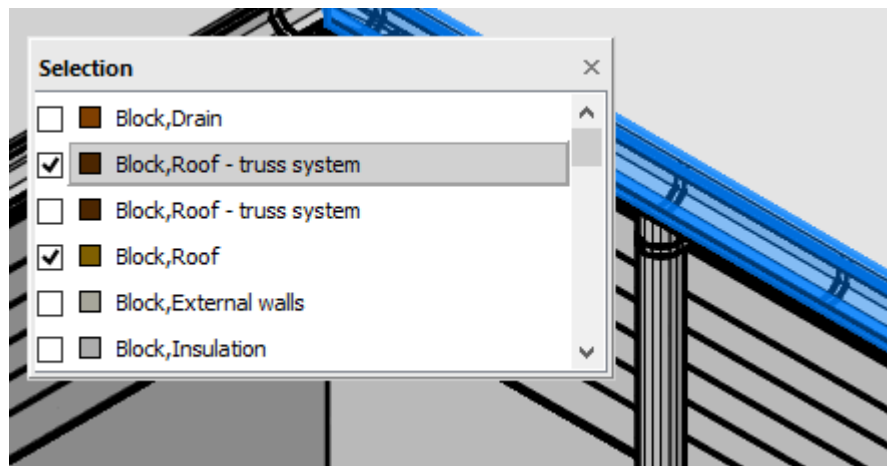 Selection
Block,Drain
Block,Roof - truss system
Block,Roof - truss system
Block,Roof
Block,External walls
Block,Insulation